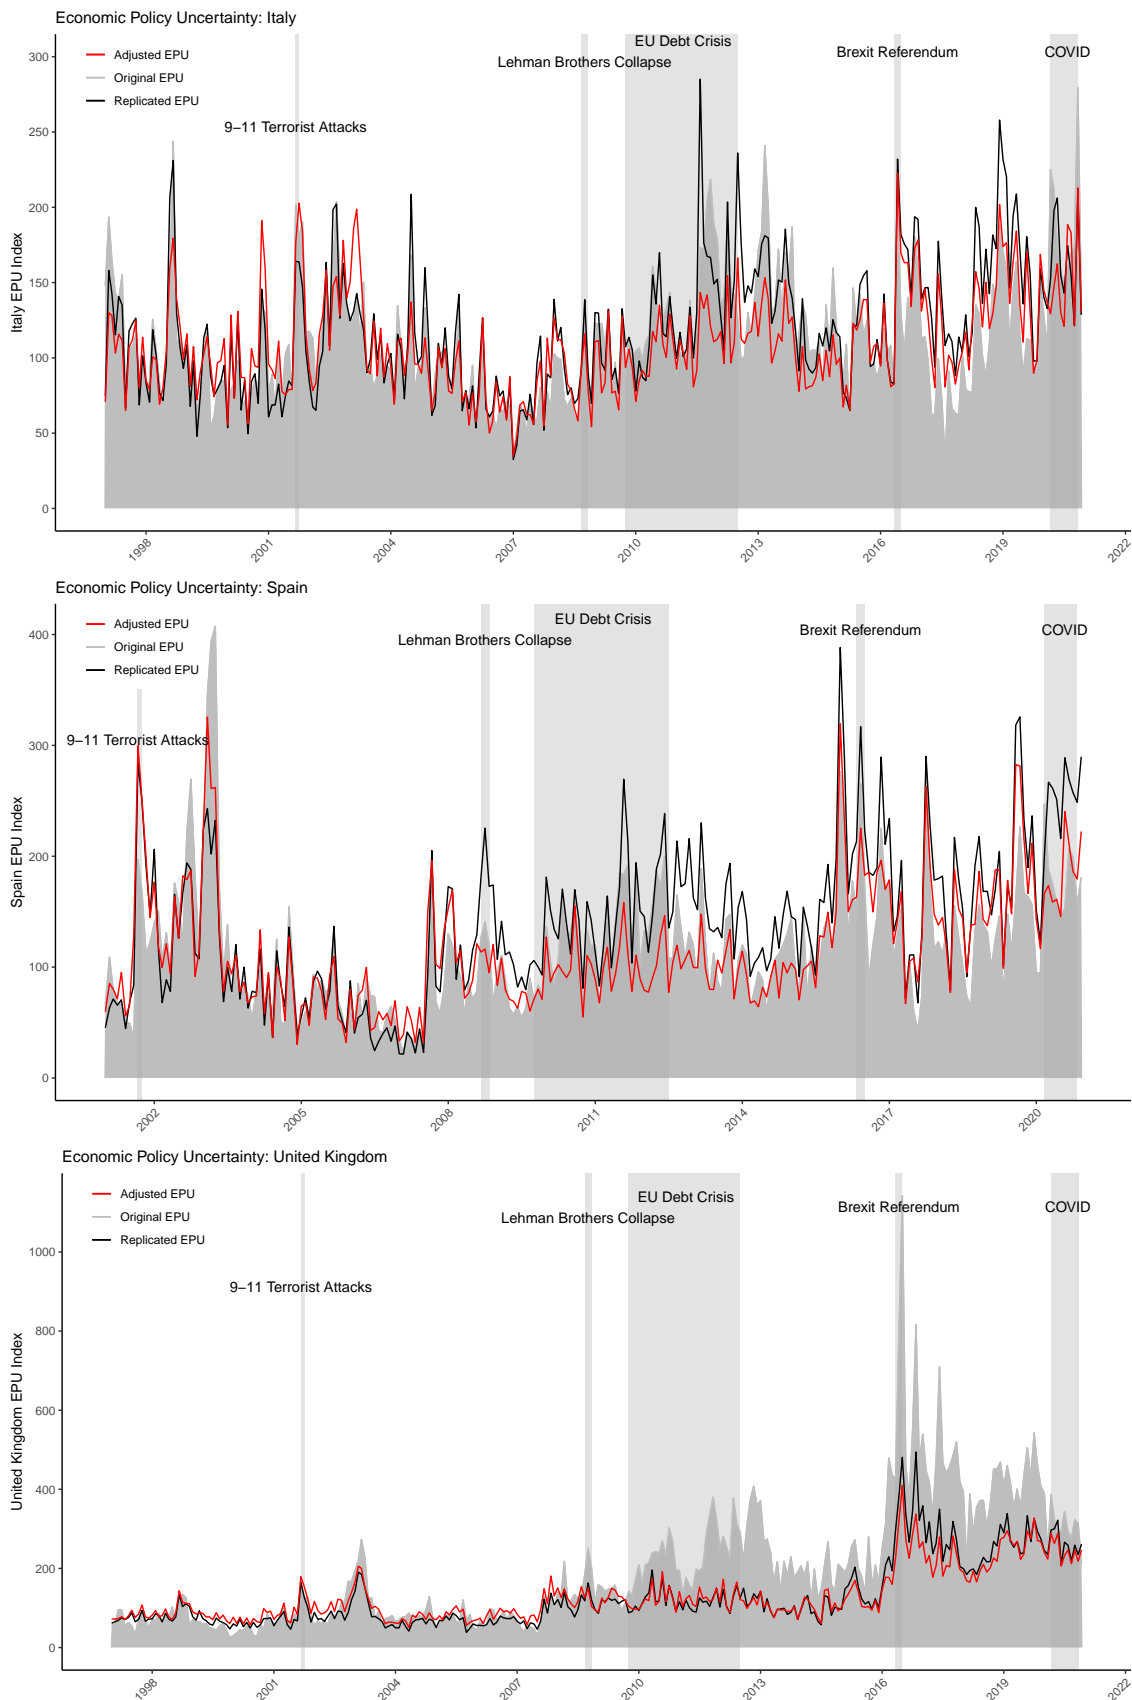 Economic Policy Uncertainty: Italy
EU Debt Crisis
Brexit Referendum
COVID
Lehman Brothers Collapse
Adjusted EPU
Original EPU
Replicated EPU
9−11 Terrorist Attacks
Italy EPU Index
300
250
200
150
100
50
0
1998
2001
2004
2007
2010
2013
2016
2019
2022
Economic Policy Uncertainty: Spain
EU Debt Crisis
Lehman Brothers Collapse
Brexit Referendum
COVID
Adjusted EPU
Original EPU
Replicated EPU
9−11 Terrorist Attacks
Spain EPU Index
400
300
200
100
0
2002
2005
2008
2011
2014
2017
2020
Economic Policy Uncertainty: United Kingdom
EU Debt Crisis
Brexit Referendum
COVID
Lehman Brothers Collapse
Adjusted EPU
Original EPU
Replicated EPU
9−11 Terrorist Attacks
United Kingdom EPU Index
1000
800
600
400
200
0
1998
2001
2004
2007
2010
2013
2016
2019
2022